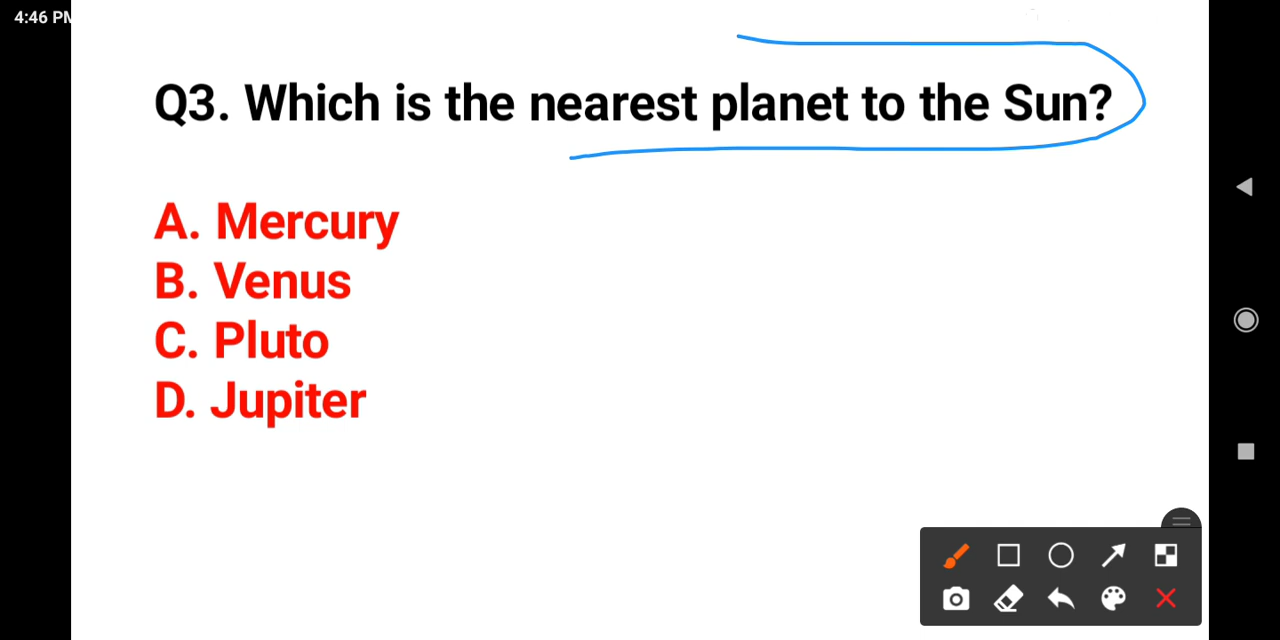 4:46 PM
Q3. Which is the nearest planet to the Sun?
A. Mercury
B. Venus
C. Pluto
D. Jupiter